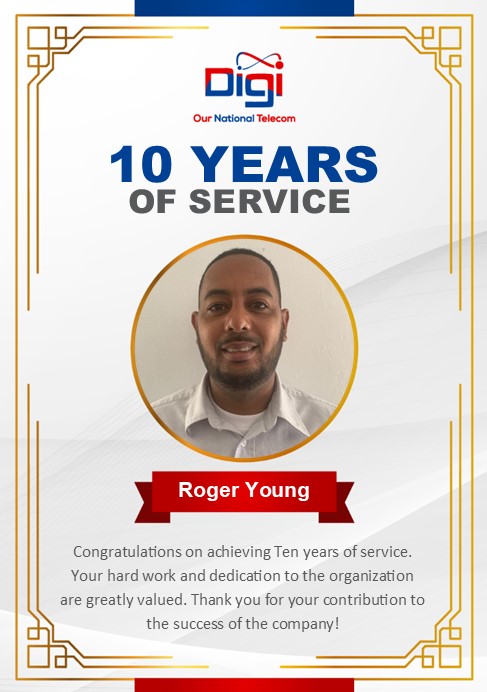 Digi
Our National Telecom
10 YEARS
OF SERVICE
Roger Young
Congratulations on achieving Ten years of service.
Your hard work and dedication to the organization
are greatly valued. Thank you for your contribution to
the success of the company!